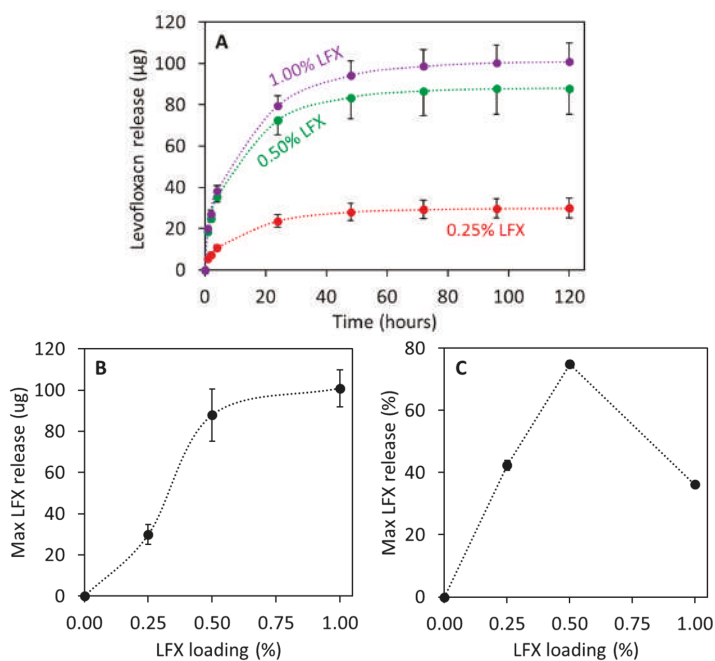 A
Levofloxacn release (µg)
120
100
80
60
40
20
0
1.00% LFX
0.50% LFX
0.25% LFX
0 20 40 60 80 100 120
Time (hours)
B
Max LFX release (ug)
120
100
80
60
40
20
0
0.00 0.25 0.50 0.75 1.00
LFX loading (%)
C
Max LFX release (%)
80
60
40
20
0
0.00 0.25 0.50 0.75 1.00
LFX loading (%)